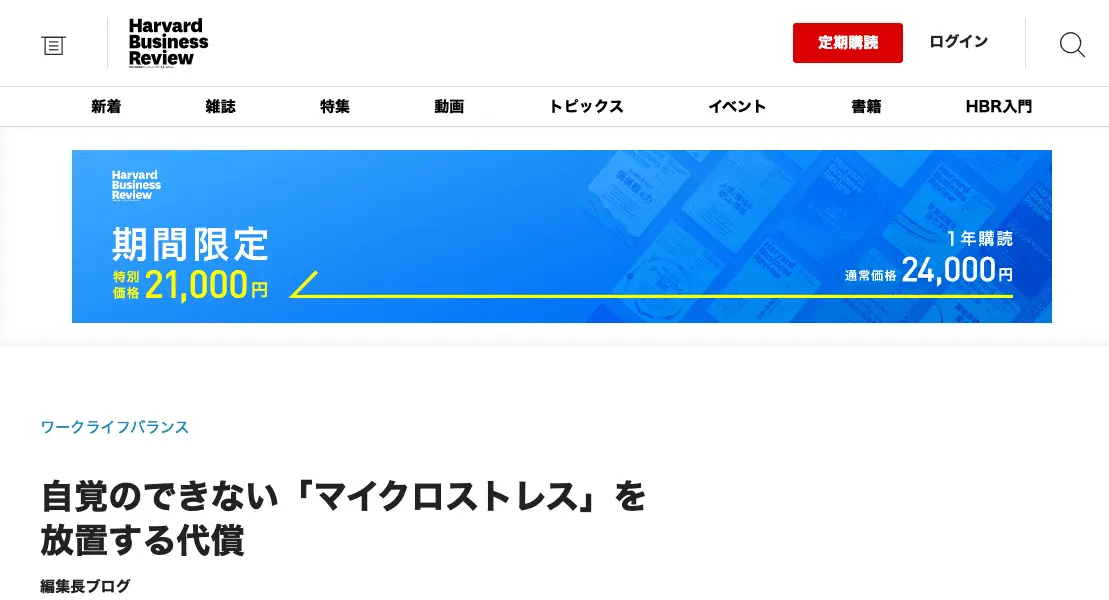 Harvard
Business
Review
定期購読
ログイン
新着 雑誌 特集 動画 トピックス イベント 書籍 HBR入門
Harvard
Business
Review
期間限定
特別
価格 21,000円
1年購読
通常価格 24,000円
ワークライフバランス
自覚のできない「マイクロストレス」を
放置する代償
編集長ブログ